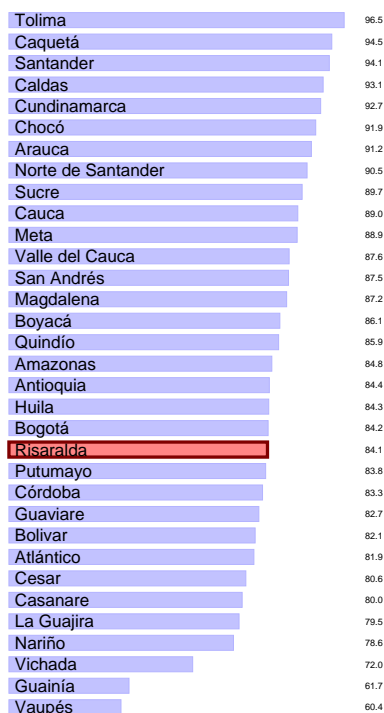 Tolima 96.5
Caquetá 94.5
Santander 94.1
Caldas 93.1
Cundinamarca 92.7
Chocó 91.9
Arauca 91.2
Norte de Santander 90.5
Sucre 89.7
Cauca 89.0
Meta 88.9
Valle del Cauca 87.6
San Andrés 87.5
Magdalena 87.2
Boyacá 86.1
Quindío 85.9
Amazonas 84.8
Antioquia 84.4
Huila 84.3
Bogotá 84.2
Risaralda 84.1
Putumayo 83.8
Córdoba 83.3
Guaviare 82.7
Bolivar 82.1
Atlántico 81.9
Cesar 80.6
Casanare 80.0
La Guajira 79.5
Nariño 78.6
Vichada 72.0
Guainía 61.7
Vaupés 60.4